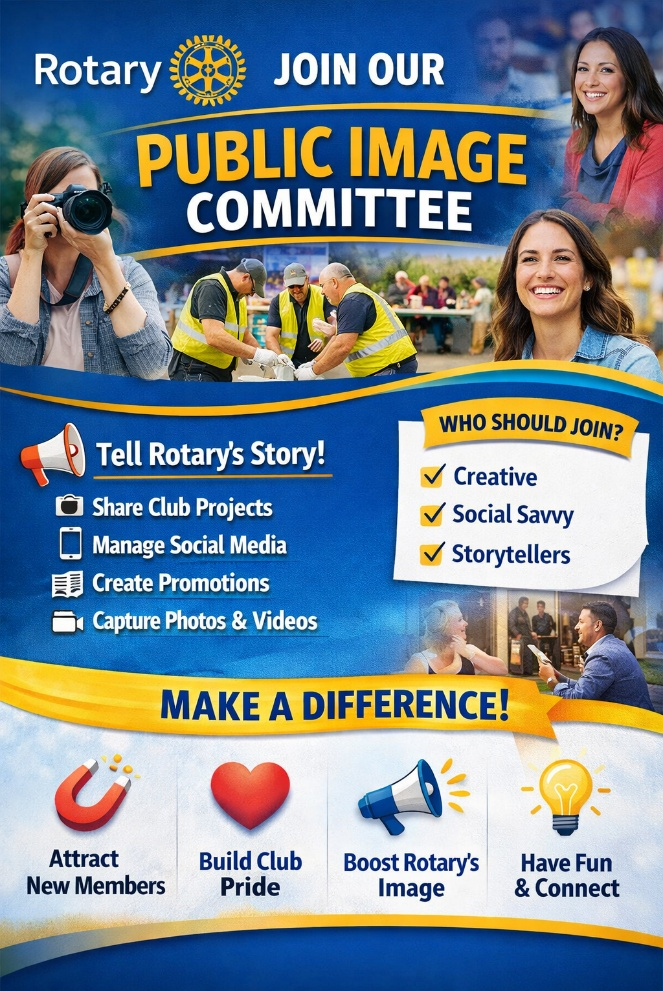 Rotary
JOIN OUR
PUBLIC IMAGE
COMMITTEE
Tell Rotary's Story!
Share Club Projects
Manage Social Media
Create Promotions
Capture Photos & Videos
WHO SHOULD JOIN?
Creative
Social Savvy
Storytellers
MAKE A DIFFERENCE!
Attract
New Members
Build Club
Pride
Boost Rotary's
Image
Have Fun
& Connect